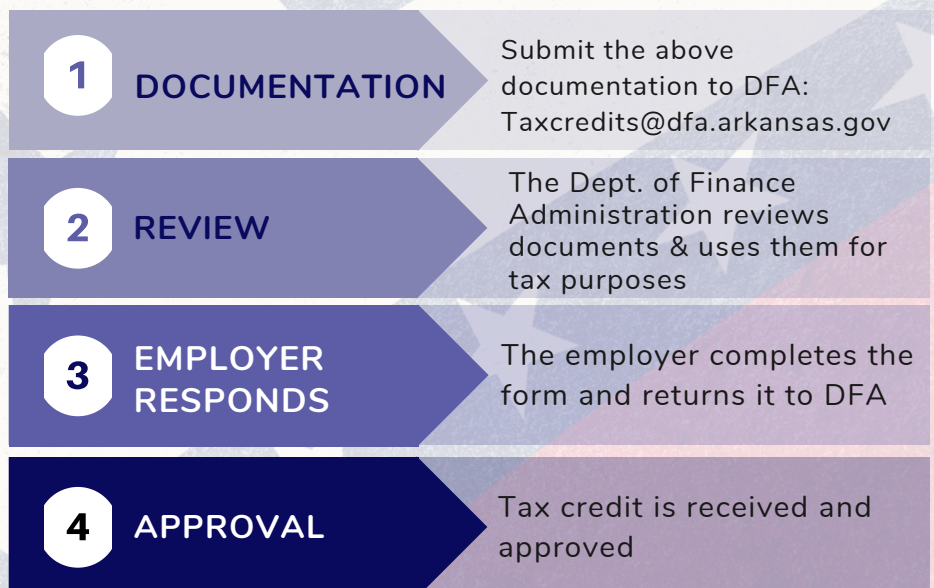 1
DOCUMENTATION
Submit the above
documentation to DFA:
Taxcredits@dfa.arkansas.gov
2
REVIEW
The Dept. of Finance
Administration reviews
documents & uses them for
tax purposes
3
EMPLOYER
RESPONDS
The employer completes the
form and returns it to DFA
4
APPROVAL
Tax credit is received and
approved